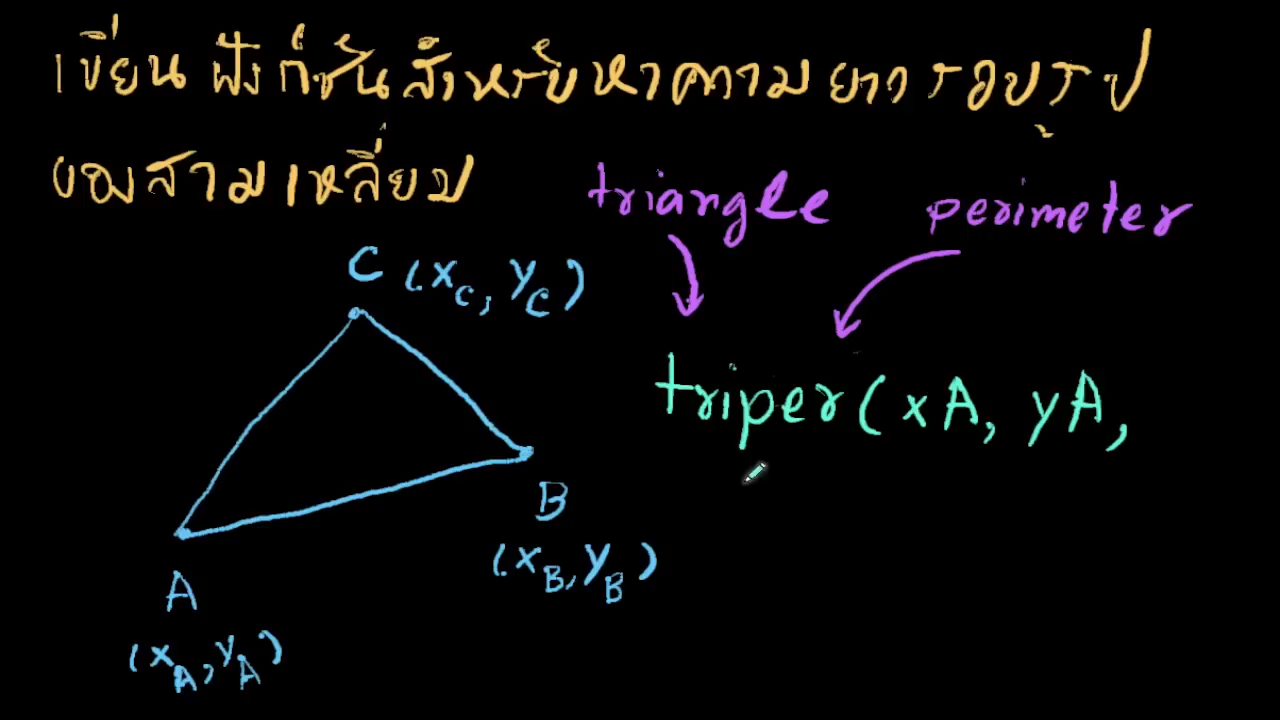 เขียนฟังก์ชันสำหรับหาความยาวรอบรูป
ของสามเหลี่ยม
triangle perimeter
C (xC, yC)
triper(xA, yA,
B
(xB, yB)
A
(xA, yA)